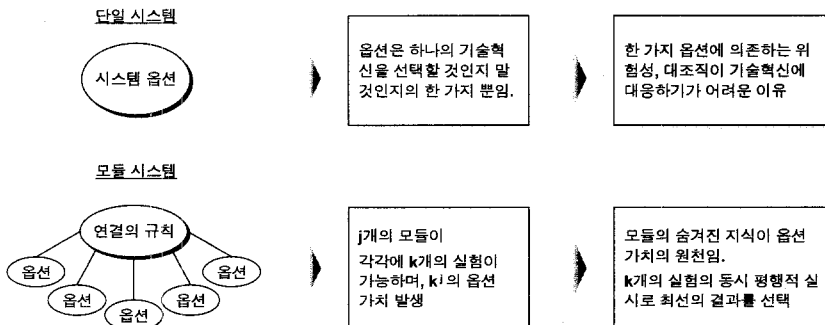 단일 시스템
시스템 옵션
옵션은 하나의 기술혁
신을 선택할 것인지 말
것인지의 한 가지 뿐임.
한 가지 옵션에 의존하는 위
험성, 대조직이 기술혁신에
대응하기가 어려운 이유
모듈 시스템
연결의 규칙
옵션
옵션
옵션
옵션
옵션
j개의 모듈이
각각에 k개의 실험이
가능하며, kʲ의 옵션
가치 발생
모듈의 숨겨진 지식이 옵션
가치의 원천임.
k개의 실험의 동시 평행적 실
시로 최선의 결과를 선택